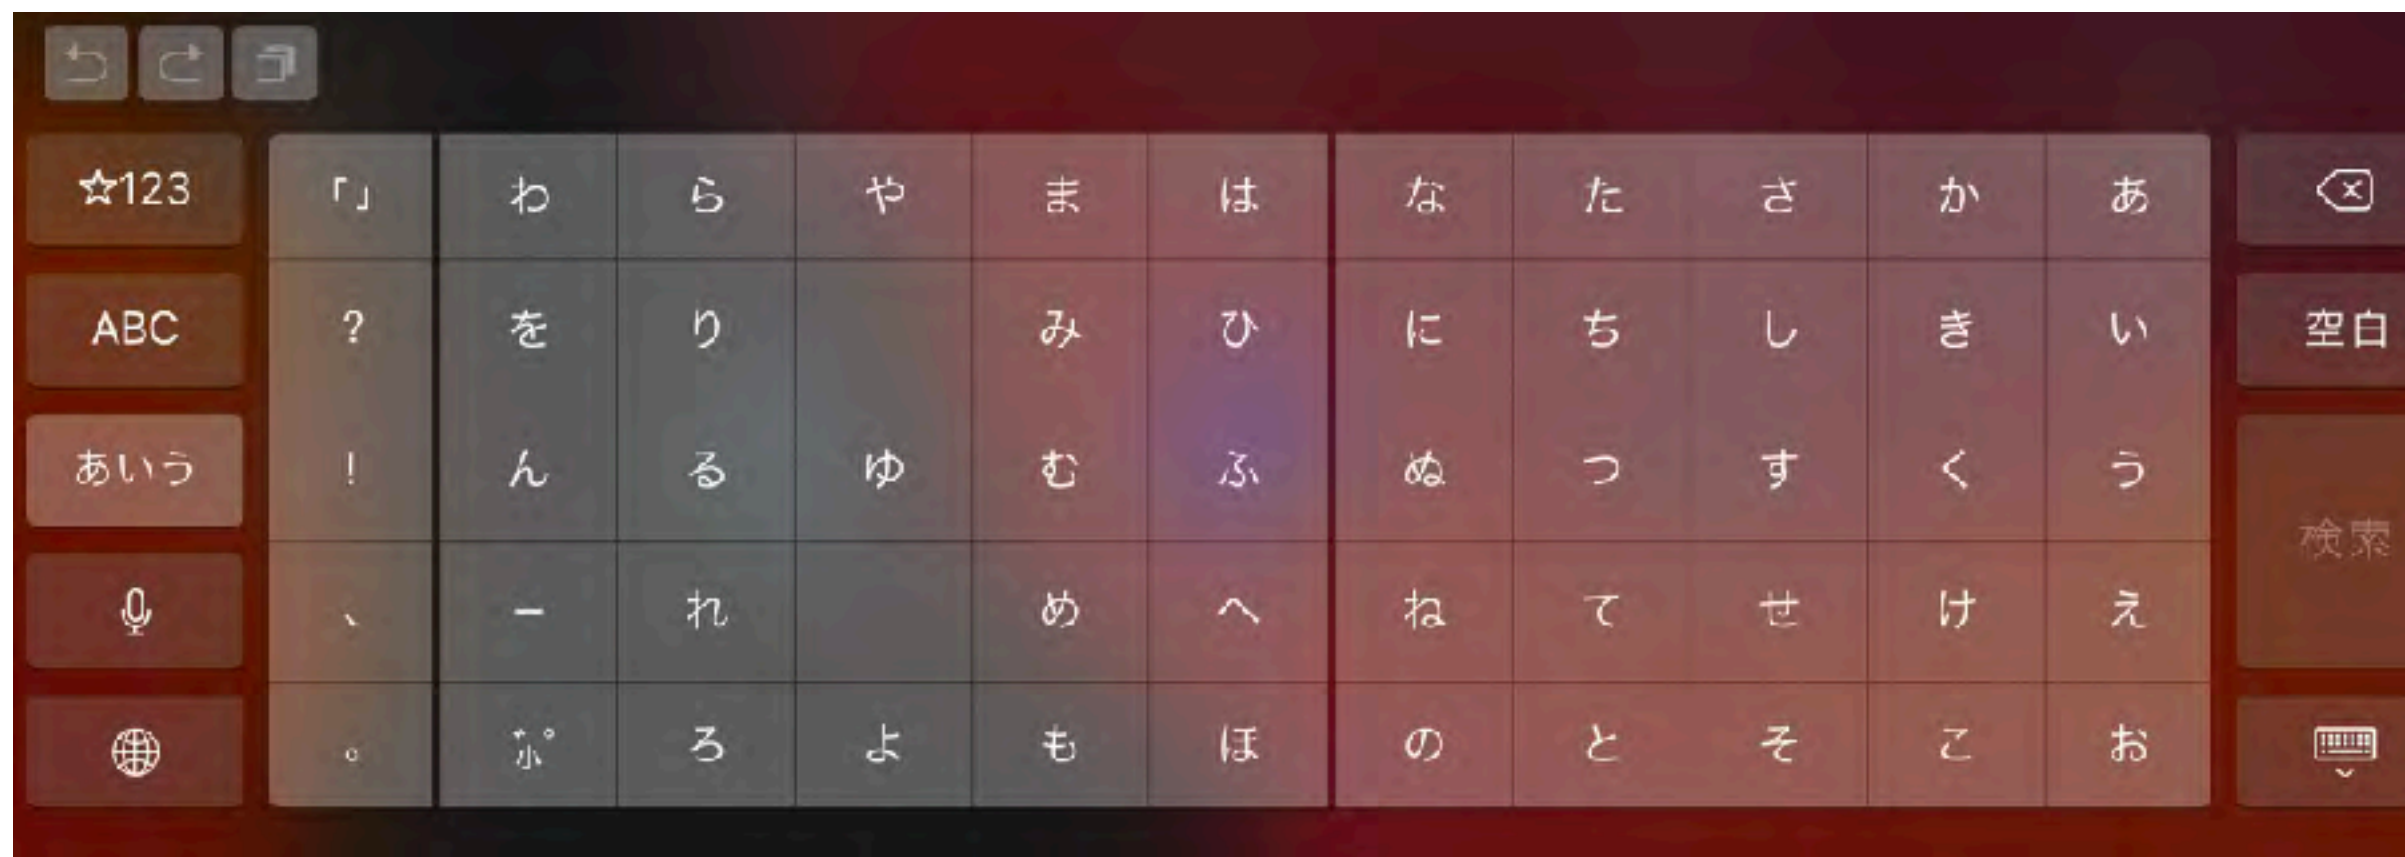 ☆123 「」 わ ら や ま は な た さ か あ
ABC ? を り み ひ に ち し き い 空白
あいう ! ん る ゆ む ふ ぬ つ す く う
検索
、 ー れ め へ ね て せ け え
。 ろ よ も ほ の と そ こ お